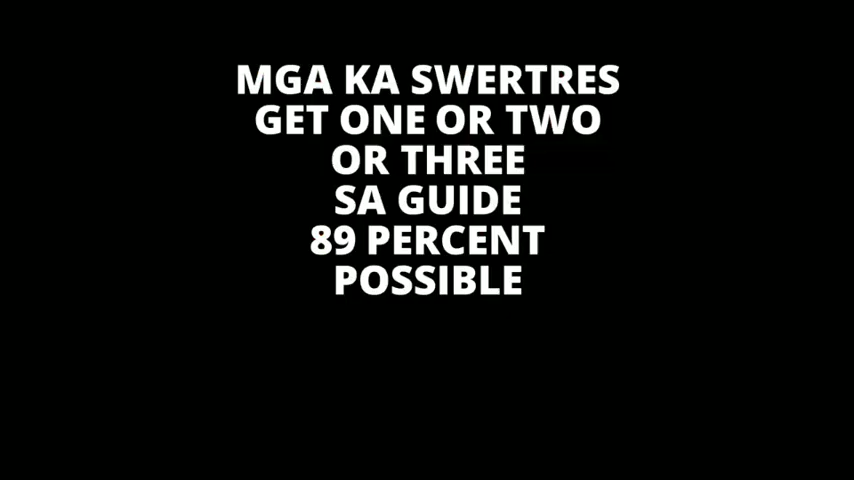 MGA KA SWERTRES
GET ONE OR TWO
OR THREE
SA GUIDE
89 PERCENT
POSSIBLE